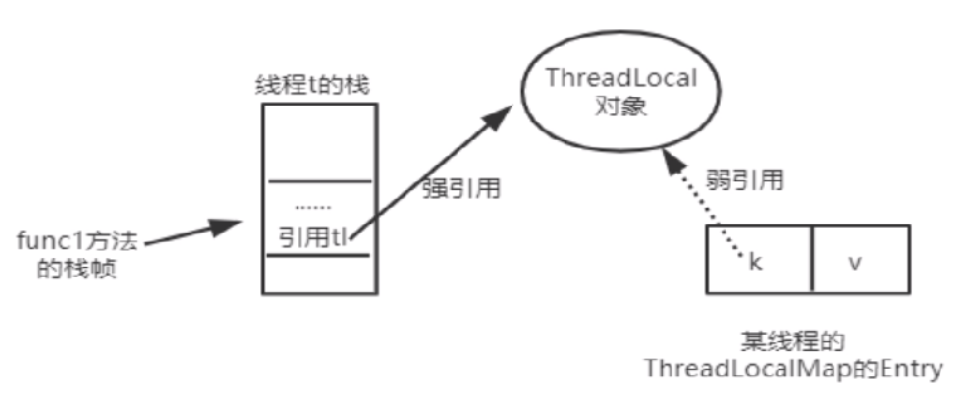 线程t的栈
ThreadLocal
对象
强引用
弱引用
......
引用tl
func1方法
的栈帧
k
v
某线程的
ThreadLocalMap的Entry